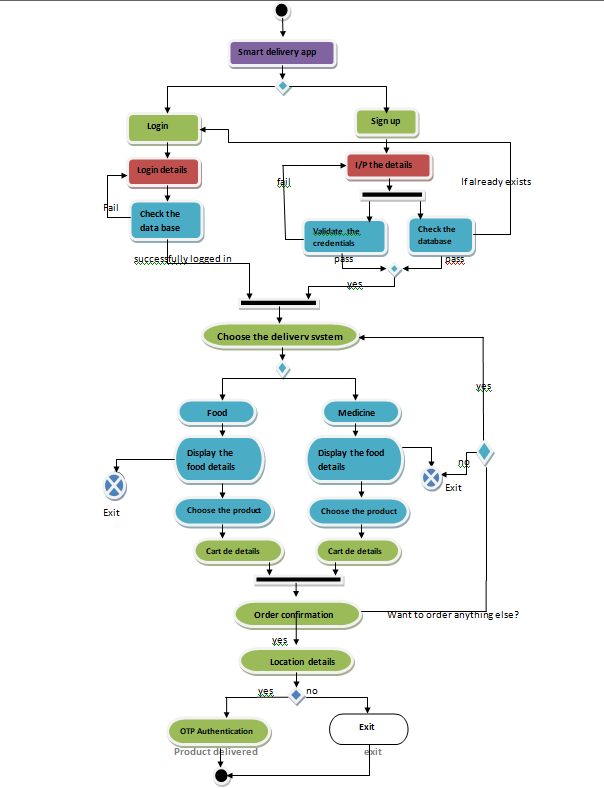 Smart delivery app
Login
Sign up
Login details
I/P the details
fail
If already exists
Fail
Check the
data base
Validate the
credentials
Check the
database
successfully logged in
pass
pass
yes
Choose the delivery system
yes
Food
Medicine
Display the
food details
Display the food
details
no
Exit
Exit
Choose the product
Choose the product
Cart de details
Cart de details
Order confirmation
Want to order anything else?
yes
Location details
yes
no
OTP Authentication
Exit
Product delivered
exit